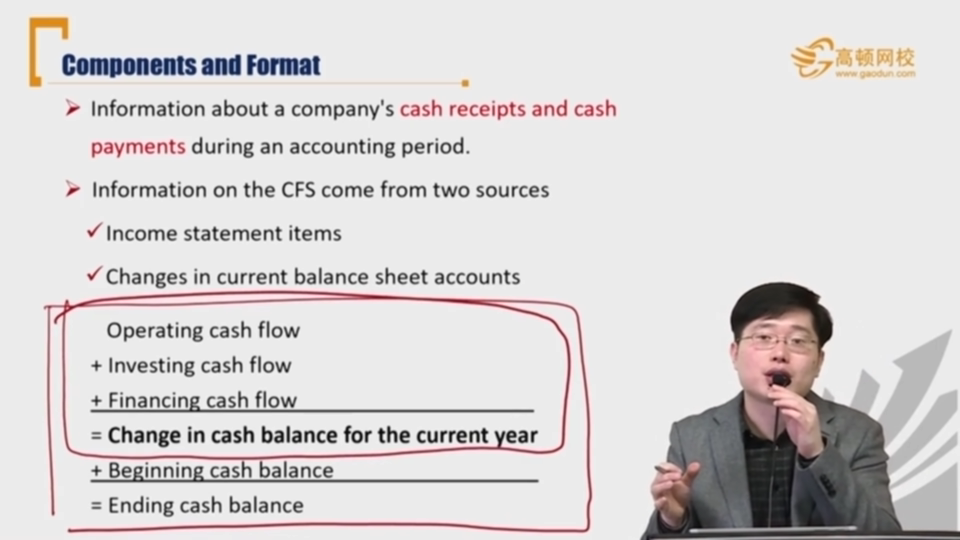 Components and Format
高顿网校
www.gaodun.com
Information about a company's cash receipts and cash
payments during an accounting period.
Information on the CFS come from two sources
Income statement items
Changes in current balance sheet accounts
Operating cash flow
+ Investing cash flow
+ Financing cash flow
= Change in cash balance for the current year
+ Beginning cash balance
= Ending cash balance